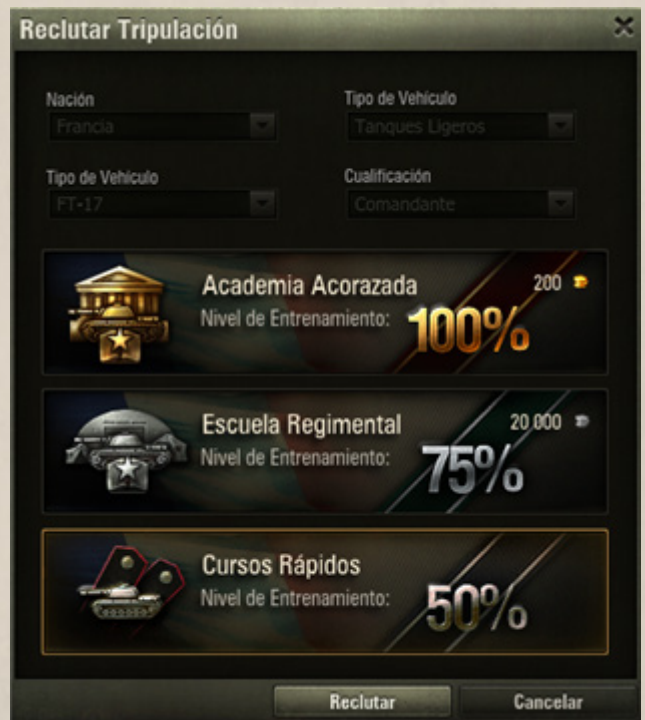 Reclutar Tripulación
Nación
Tipo de Vehículo
Francia
Tanques Ligeros
Tipo de Vehículo
Cualificación
FT-17
Comandante
Academia Acorazada
200
Nivel de Entrenamiento:
100%
Escuela Regimental
20,000
Nivel de Entrenamiento:
75%
Cursos Rápidos
Nivel de Entrenamiento:
50%
Reclutar
Cancelar